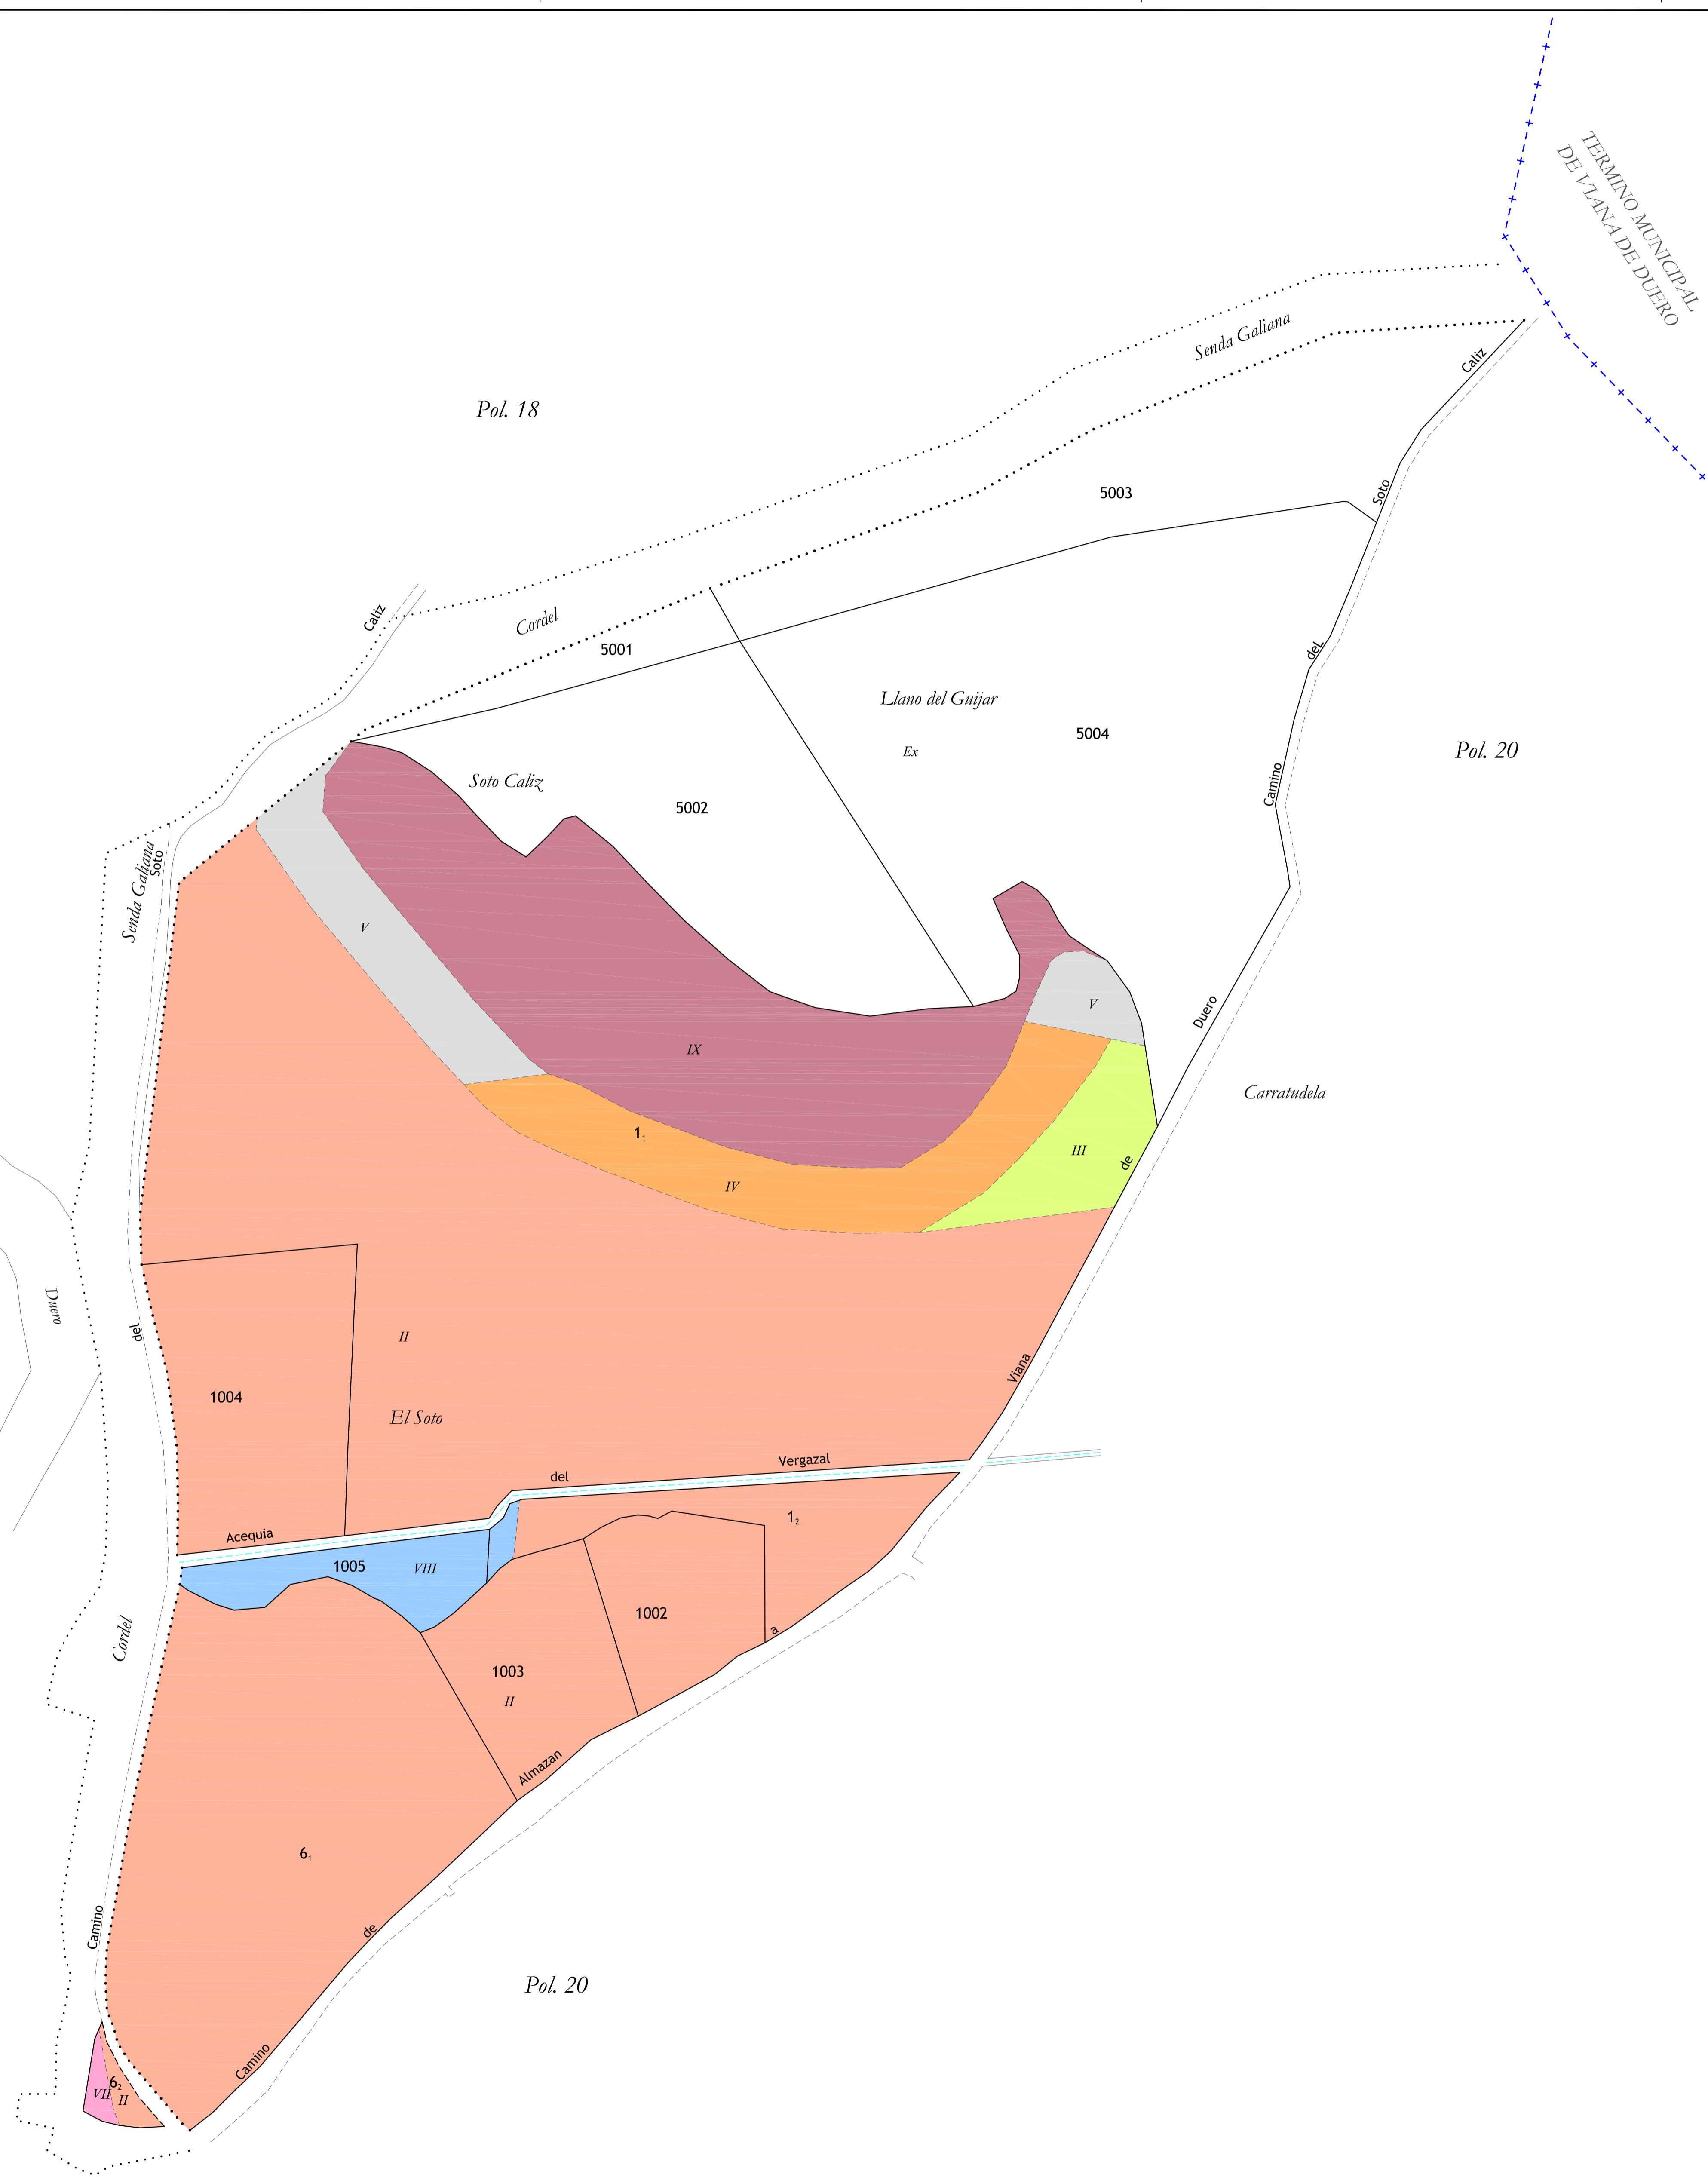 TERMINO MUNICIPAL
DE VIANA DE DUERO
Senda Galiana
Caliz
Pol. 18
5003
Soto
Caliz
Cordel
5001
del
Llano del Guijar
5004
Ex
Pol. 20
Soto Caliz
Camino
5002
Senda Galiana
Soto
V
V
Duero
IX
Carratudela
1₁
III
de
IV
Duero
del
II
Viana
1004
El Soto
Vergazal
del
Acequia
1₂
1005
VIII
1002
Cordel
a
1003
II
Almazan
6₁
Camino
de
Pol. 20
Camino
6₂
VII
II